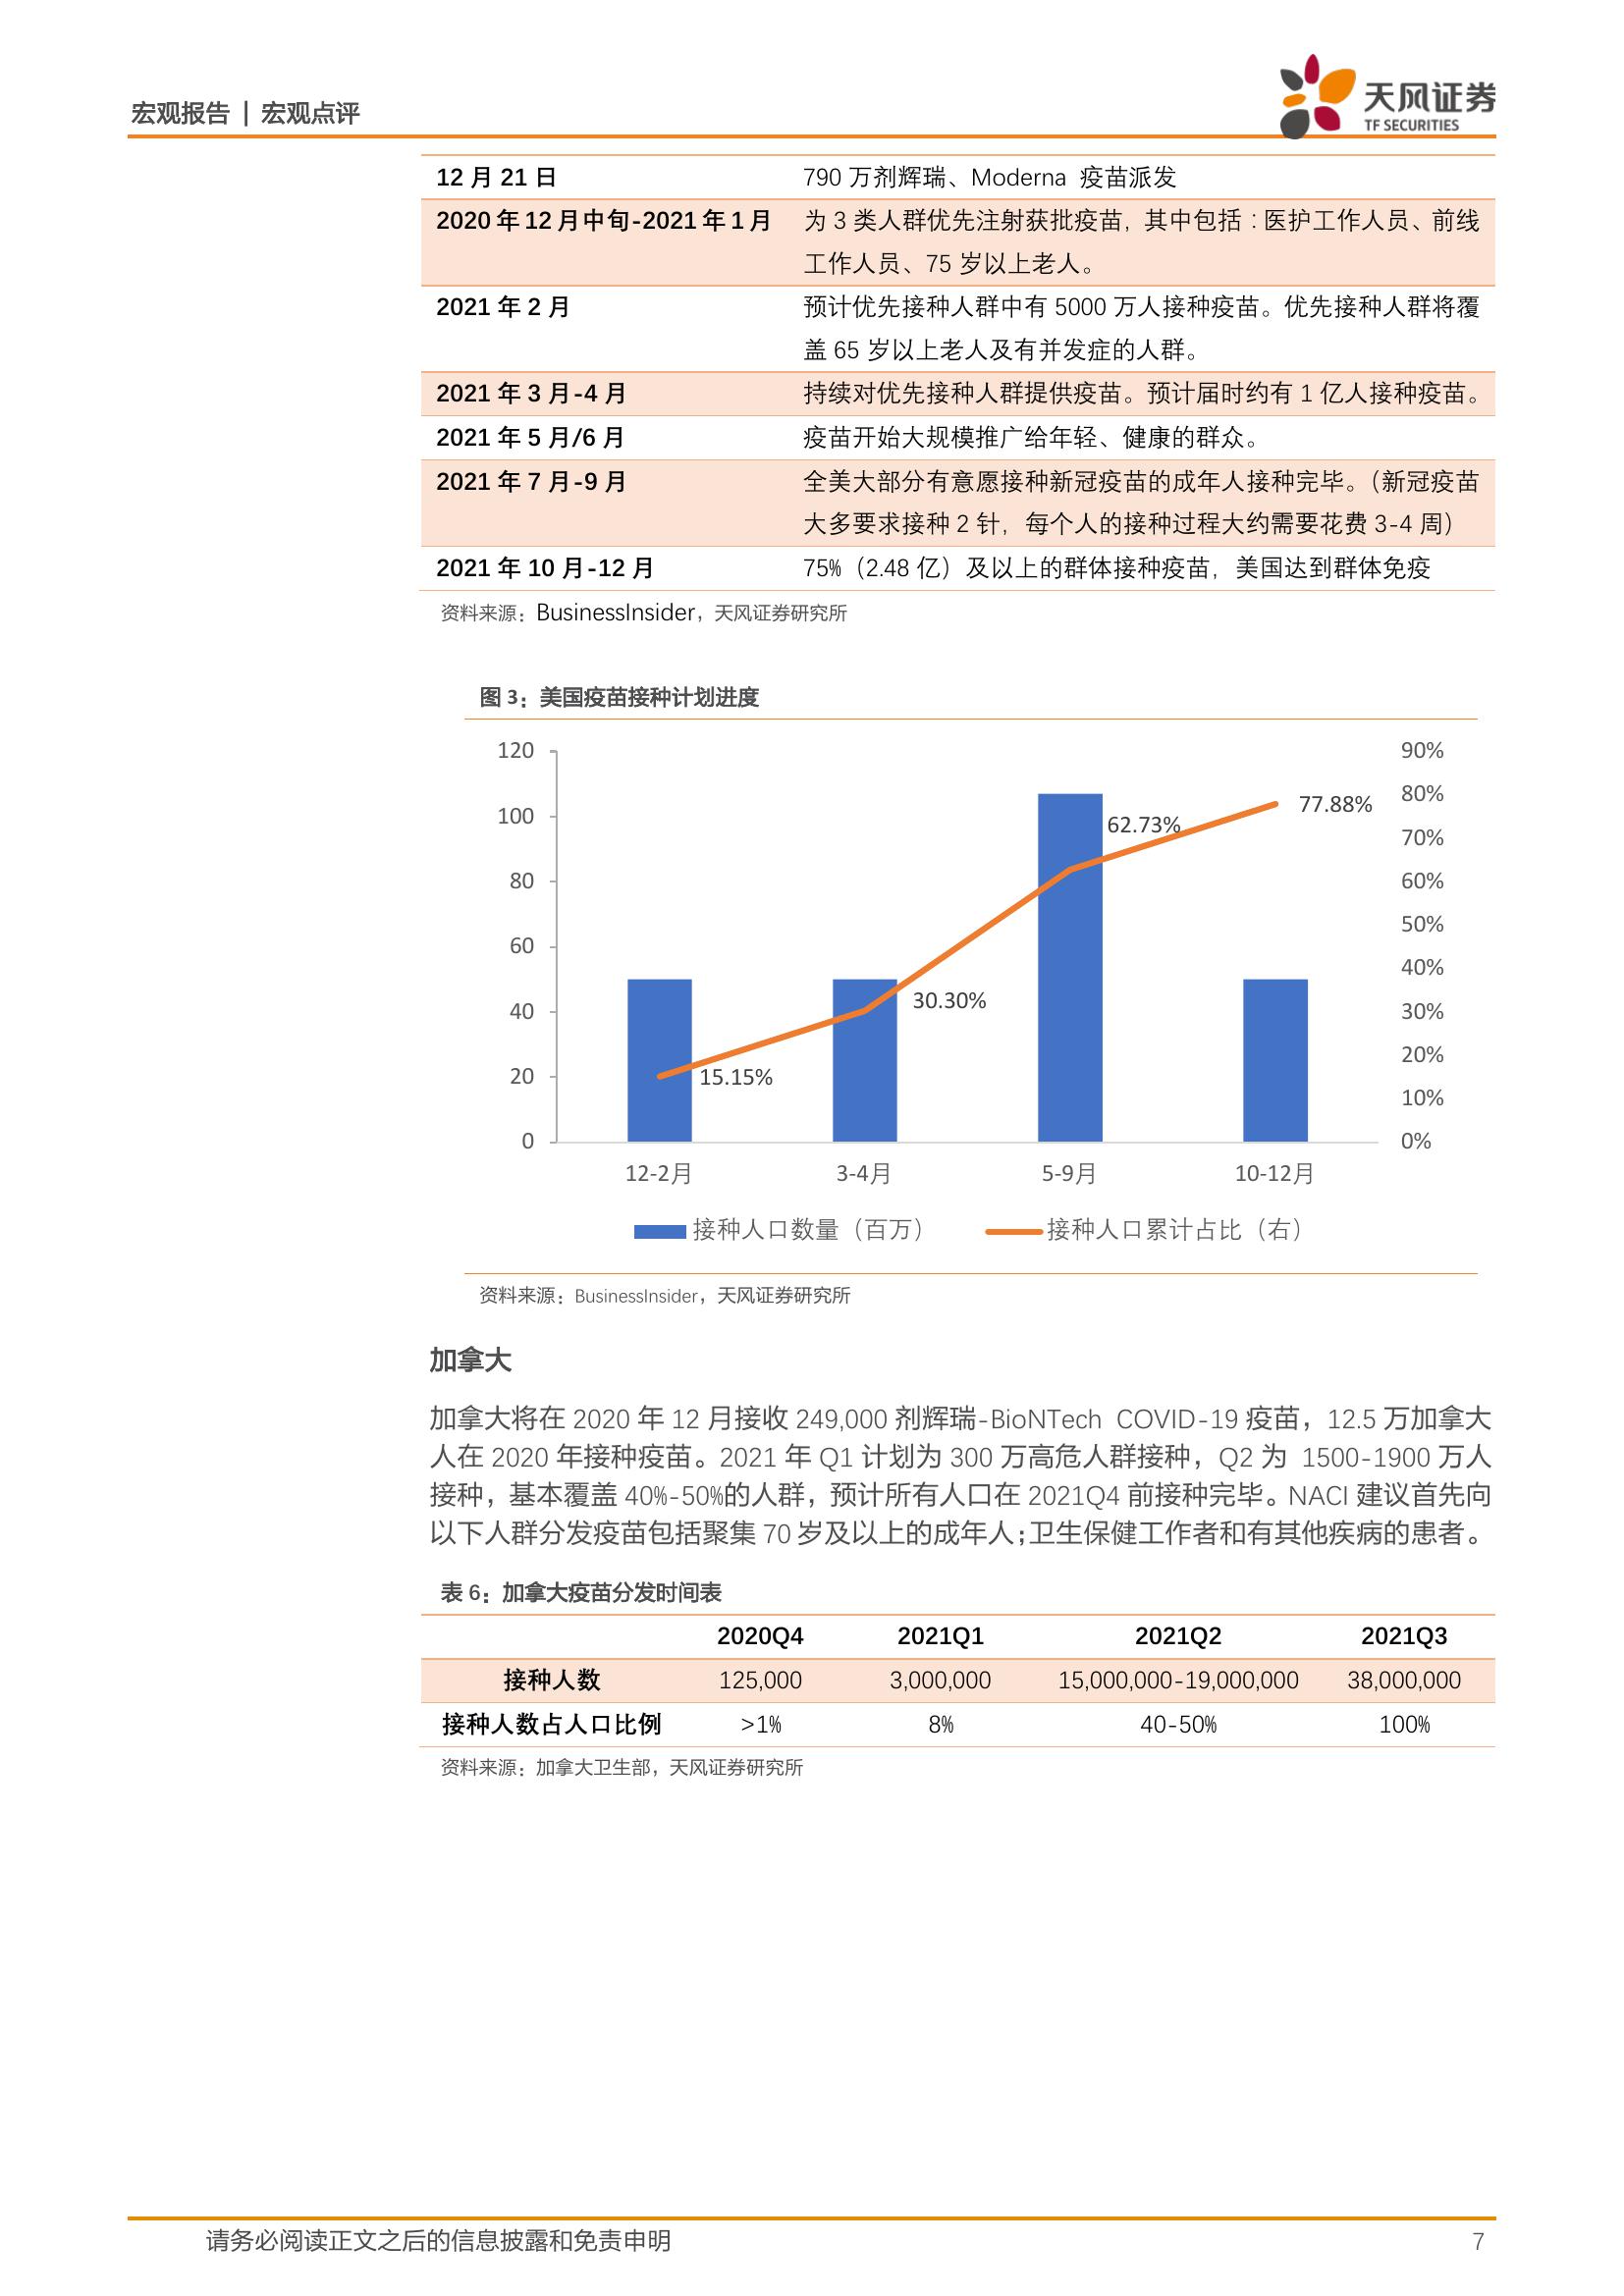 宏观报告 | 宏观点评
天风证券
TF SECURITIES
12 月 21 日 790 万剂辉瑞、Moderna 疫苗派发
2020 年 12 月中旬-2021 年 1 月 为 3 类人群优先注射获批疫苗，其中包括：医护工作人员、前线
工作人员、75 岁以上老人。
2021 年 2 月 预计优先接种人群中有 5000 万人接种疫苗。优先接种人群将覆
盖 65 岁以上老人及有并发症的人群。
2021 年 3 月-4 月 持续对优先接种人群提供疫苗。预计届时约有 1 亿人接种疫苗。
2021 年 5 月/6 月 疫苗开始大规模推广给年轻、健康的群众。
2021 年 7 月-9 月 全美大部分有意愿接种新冠疫苗的成年人接种完毕。（新冠疫苗
大多要求接种 2 针，每个人的接种过程大约需要花费 3-4 周）
2021 年 10 月-12 月 75%（2.48 亿）及以上的群体接种疫苗，美国达到群体免疫
资料来源：BusinessInsider，天风证券研究所
图 3：美国疫苗接种计划进度
120 90%
100 80%
80 70%
60 60%
40 50%
20 40%
0 30%
20%
10%
0%
15.15%
30.30%
62.73%
77.88%
12-2月 3-4月 5-9月 10-12月
接种人口数量（百万） 接种人口累计占比（右）
资料来源：BusinessInsider，天风证券研究所
加拿大
加拿大将在 2020 年 12 月接收 249,000 剂辉瑞-BioNTech COVID-19 疫苗，12.5 万加拿大
人在 2020 年接种疫苗。2021 年 Q1 计划为 300 万高危人群接种，Q2 为 1500-1900 万人
接种，基本覆盖 40%-50%的人群，预计所有人口在 2021Q4 前接种完毕。NACI 建议首先向
以下人群分发疫苗包括聚集 70 岁及以上的成年人；卫生保健工作者和有其他疾病的患者。
表 6：加拿大疫苗分发时间表
2020Q4 2021Q1 2021Q2 2021Q3
接种人数 125,000 3,000,000 15,000,000-19,000,000 38,000,000
接种人数占人口比例 >1% 8% 40-50% 100%
资料来源：加拿大卫生部，天风证券研究所
请务必阅读正文之后的信息披露和免责申明 7